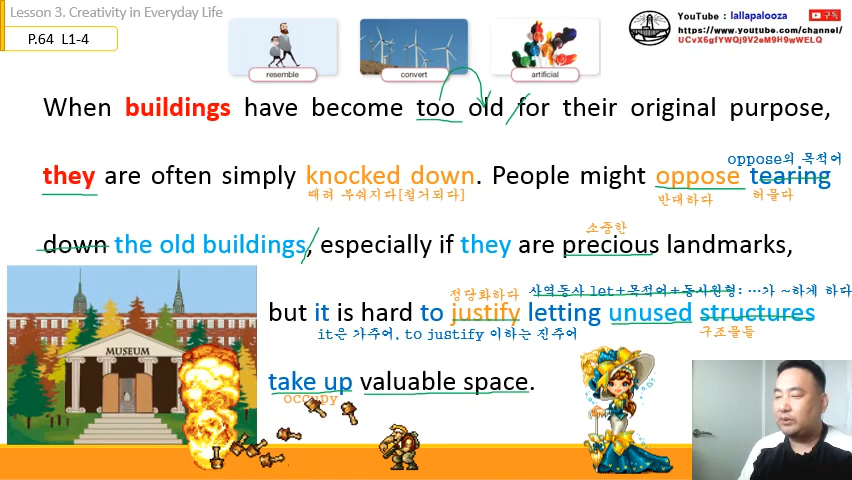 Lesson 3. Creativity in Everyday Life
P.64 L1-4
resemble
convert
artificial
YouTube : lallapalooza 구독
https://www.youtube.com/channel/
UCvX6gfYWQj9V2eM9H9wWELQ
When buildings have become too old for their original purpose,
oppose의 목적어
they are often simply knocked down. People might oppose tearing
때려 부숴지다[철거되다] 반대하다 허물다
소중한
down the old buildings, especially if they are precious landmarks,
정당화하다 사역동사 let+목적어+동사원형: …가 ~하게 하다
but it is hard to justify letting unused structures
it은 가주어, to justify 이하는 진주어 구조물들
MUSEUM
take up valuable space.
occupy